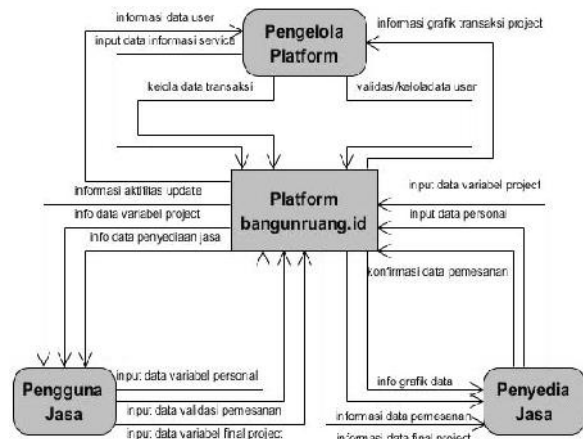 informasi data user
input data informasi service
Pengelola
Platform
informasi grafik transaksi project
kelola data transaksi
validasi/keloladata user
informasi aktifitas update
info data variabel project
info data penyediaan jasa
Platform
bangunruang.id
input data variabel project
input data personal
konfirmasi data pemesanan
Pengguna
Jasa
input data variabel personal
input data validasi pemesanan
input data variabel final project
info grafik data
informasi data pemesanan
informasi data final project
Penyedia
Jasa